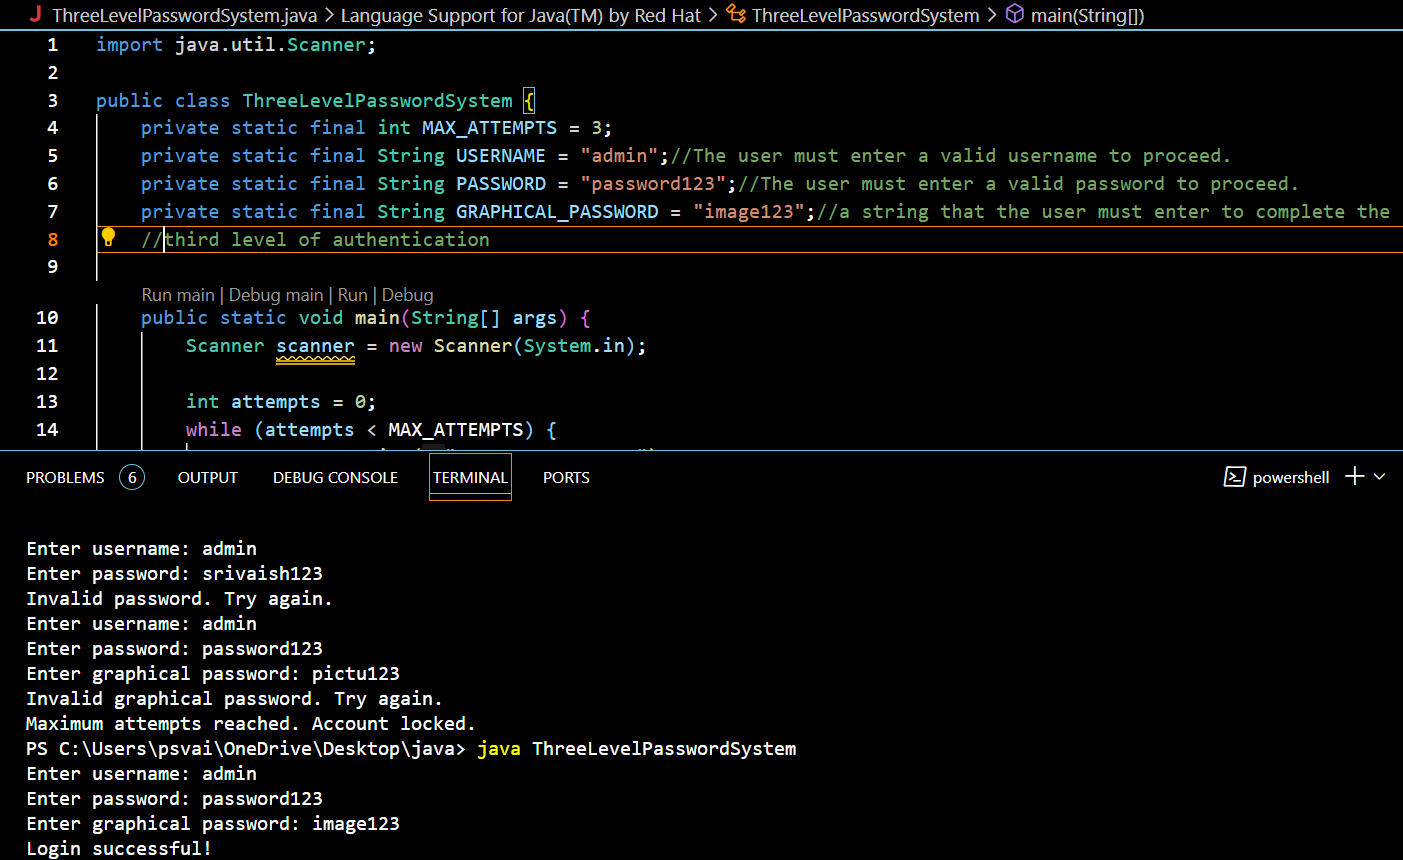 ThreeLevelPasswordSystem.java > Language Support for Java(TM) by Red Hat > ThreeLevelPasswordSystem > main(String[])
1 import java.util.Scanner;
2
3 public class ThreeLevelPasswordSystem {
4 private static final int MAX_ATTEMPTS = 3;
5 private static final String USERNAME = "admin";//The user must enter a valid username to proceed.
6 private static final String PASSWORD = "password123";//The user must enter a valid password to proceed.
7 private static final String GRAPHICAL_PASSWORD = "image123";//a string that the user must enter to complete the
8 //third level of authentication
9
Run main | Debug main | Run | Debug
10 public static void main(String[] args) {
11 Scanner scanner = new Scanner(System.in);
12
13 int attempts = 0;
14 while (attempts < MAX_ATTEMPTS) {
PROBLEMS 6 OUTPUT DEBUG CONSOLE TERMINAL PORTS powershell
Enter username: admin
Enter password: srivaish123
Invalid password. Try again.
Enter username: admin
Enter password: password123
Enter graphical password: pictu123
Invalid graphical password. Try again.
Maximum attempts reached. Account locked.
PS C:\Users\psvai\OneDrive\Desktop\java> java ThreeLevelPasswordSystem
Enter username: admin
Enter password: password123
Enter graphical password: image123
Login successful!